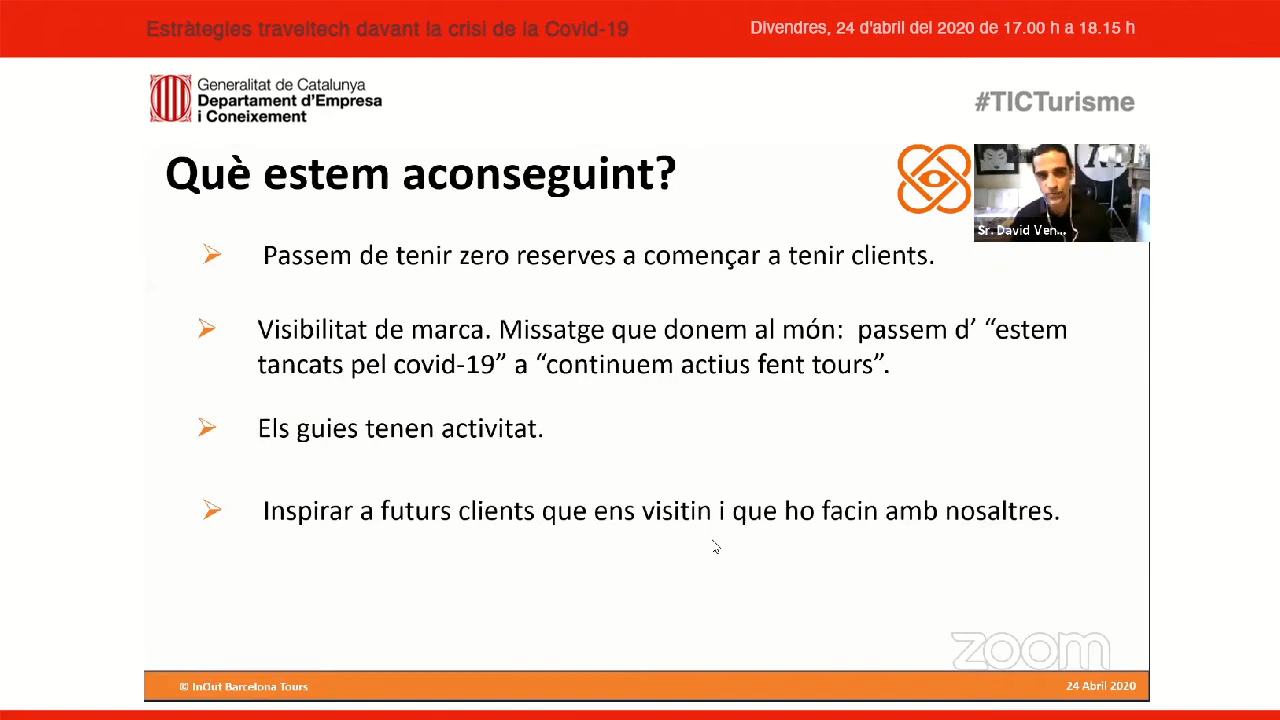 Estràtegies traveltech davant la crisi de la Covid-19
Divendres, 24 d'abril del 2020 de 17.00 h a 18.15 h
Generalitat de Catalunya
Departament d'Empresa
i Coneixement
#TICTurisme
Què estem aconseguint?
Sr. David Ven...
Passem de tenir zero reserves a començar a tenir clients.
Visibilitat de marca. Missatge que donem al món: passem d’ “estem
tancats pel covid-19” a “continuem actius fent tours”.
Els guies tenen activitat.
Inspirar a futurs clients que ens visitin i que ho facin amb nosaltres.
zoom
© InOut Barcelona Tours
24 Abril 2020